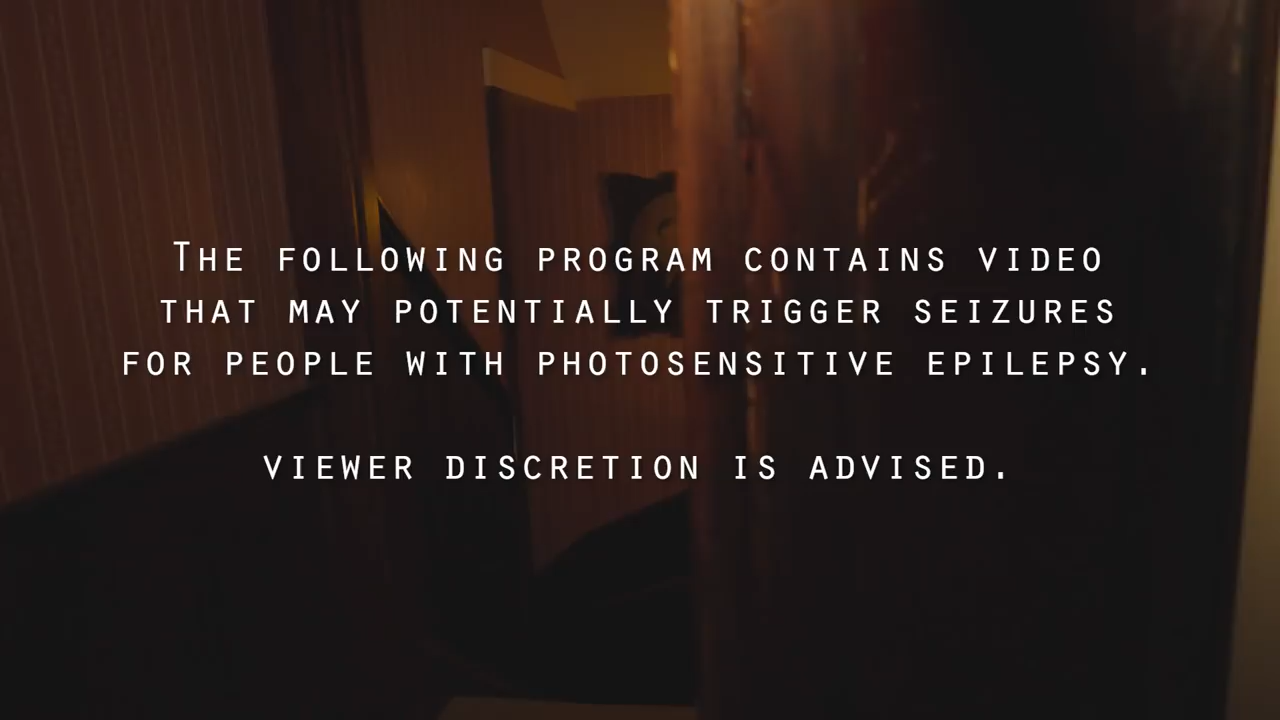 The following program contains video
that may potentially trigger seizures
for people with photosensitive epilepsy.
viewer discretion is advised.